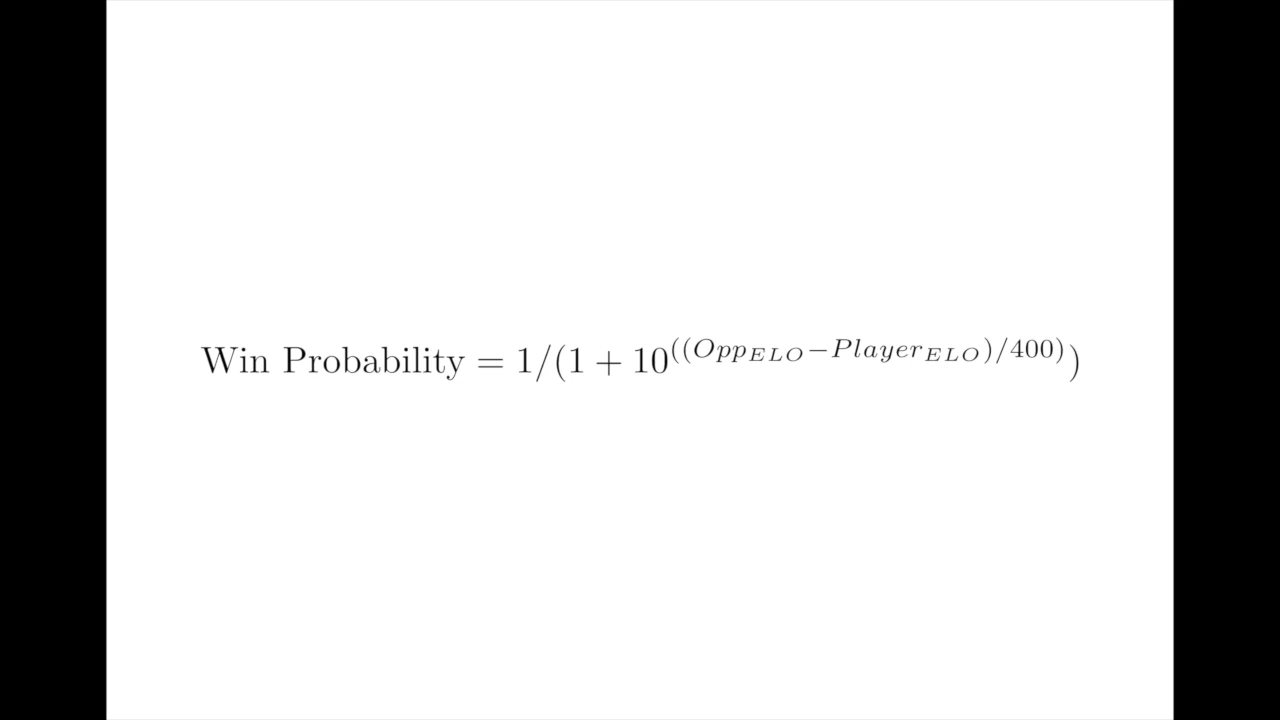 Win Probability = 1/(1 + 10^((Opp_ELO−Player_ELO)/400))